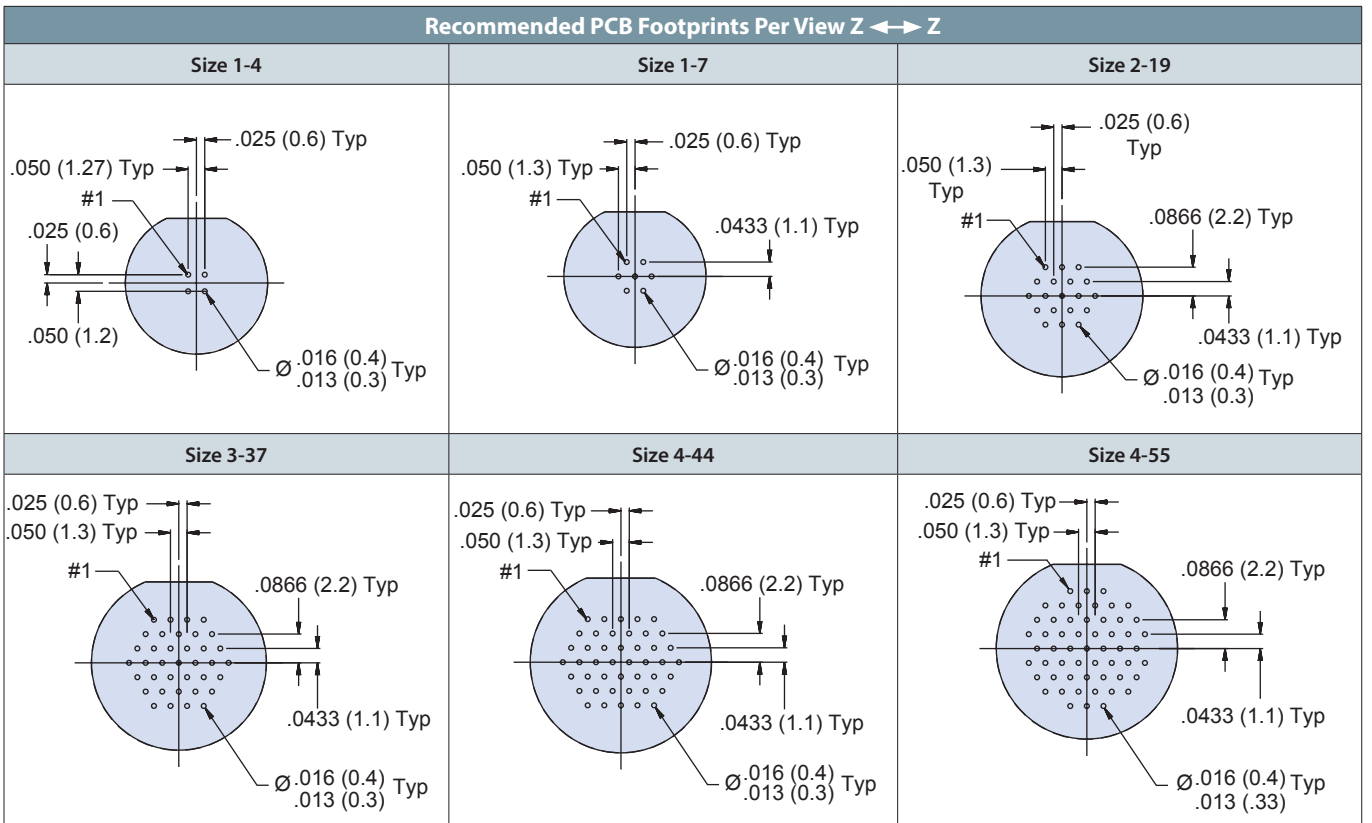 Recommended PCB Footprints Per View Z ◄─► Z
Size 1-4
Size 1-7
Size 2-19
.025 (0.6) Typ
.050 (1.27) Typ
#1
.025 (0.6)
.050 (1.2)
Ø .016 (0.4) Typ
.013 (0.3)
.025 (0.6) Typ
.050 (1.3) Typ
#1
.0433 (1.1) Typ
Ø .016 (0.4) Typ
.013 (0.3)
.025 (0.6)
Typ
.050 (1.3)
Typ
#1
.0866 (2.2) Typ
.0433 (1.1) Typ
Ø .016 (0.4) Typ
.013 (0.3)
Size 3-37
Size 4-44
Size 4-55
.025 (0.6) Typ
.050 (1.3) Typ
#1
.0866 (2.2) Typ
.0433 (1.1) Typ
Ø .016 (0.4) Typ
.013 (0.3)
.025 (0.6) Typ
.050 (1.3) Typ
#1
.0866 (2.2) Typ
.0433 (1.1) Typ
Ø .016 (0.4) Typ
.013 (0.3)
.025 (0.6) Typ
.050 (1.3) Typ
#1
.0866 (2.2) Typ
.0433 (1.1) Typ
Ø .016 (0.4) Typ
.013 (.33)